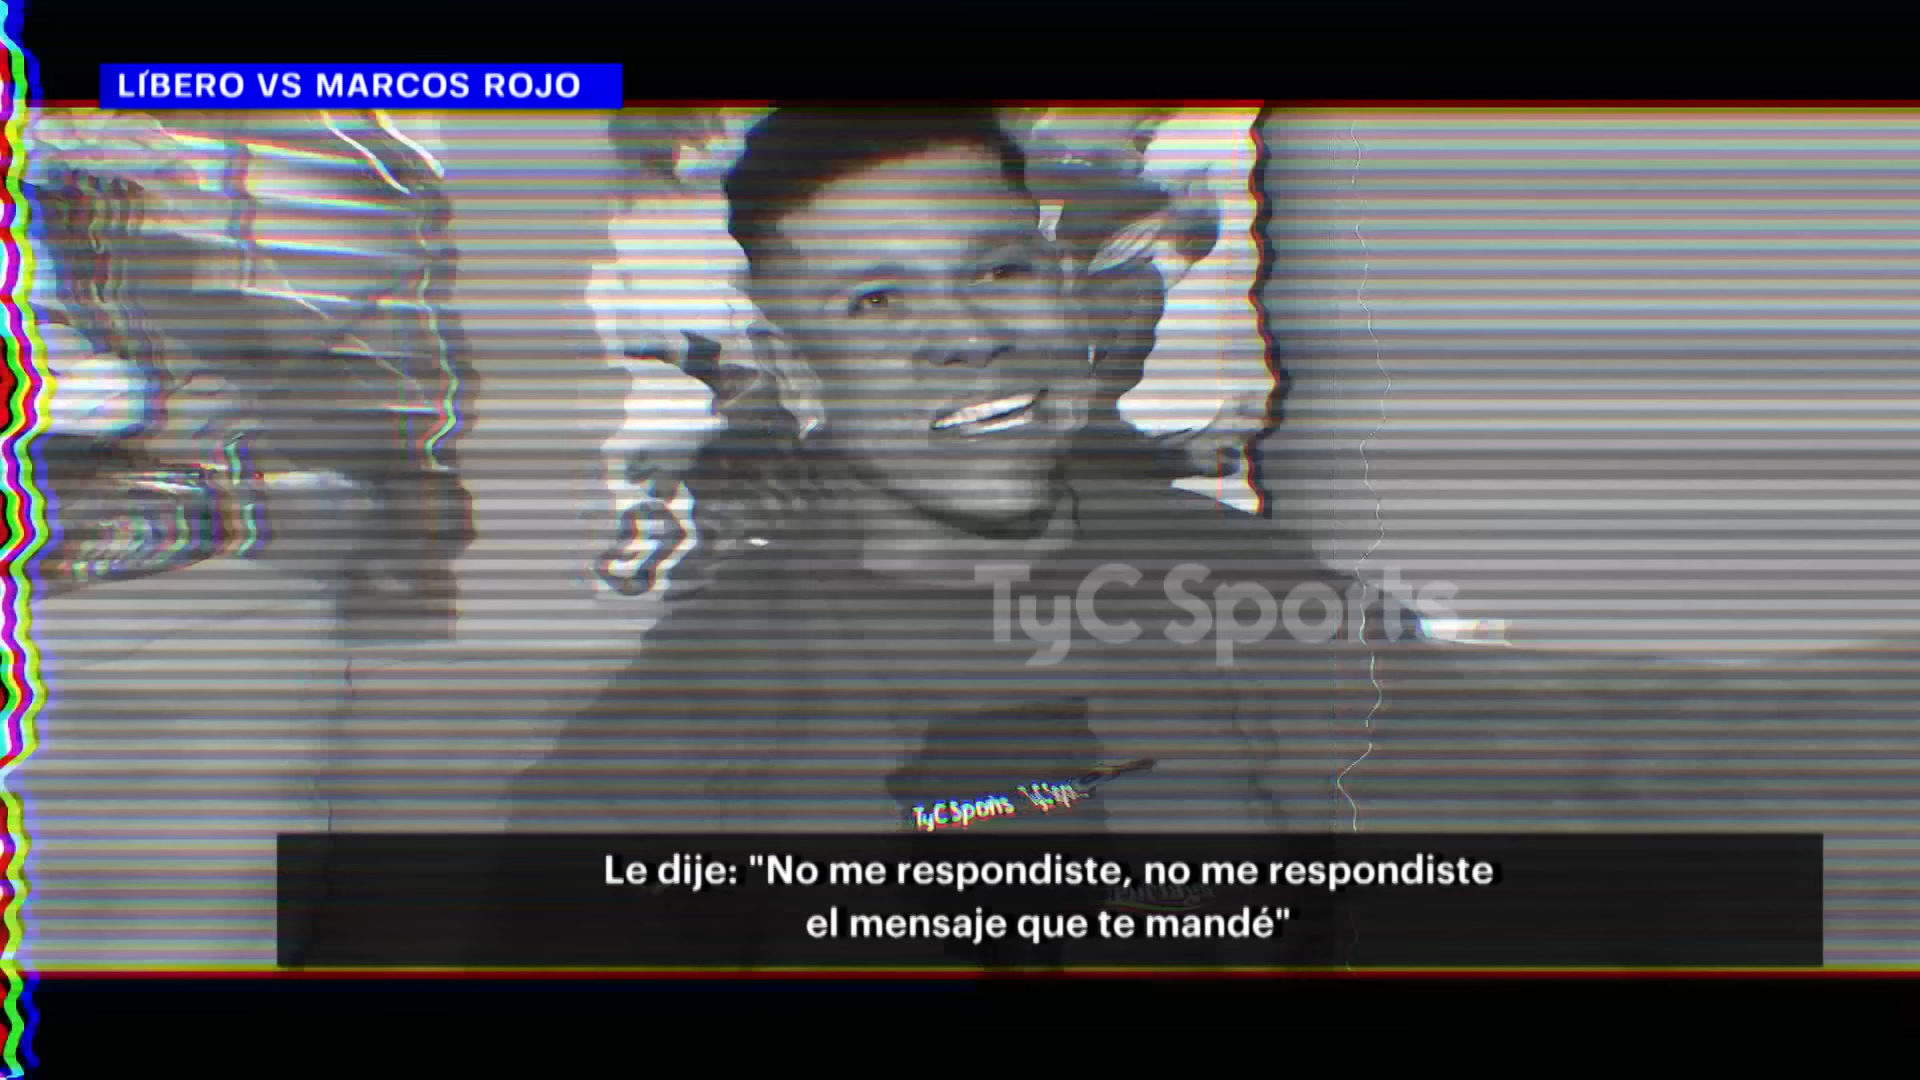 LÍBERO VS MARCOS ROJO
TyC Sports
TyC Sports
Le dije: "No me respondiste, no me respondiste
el mensaje que te mandé"